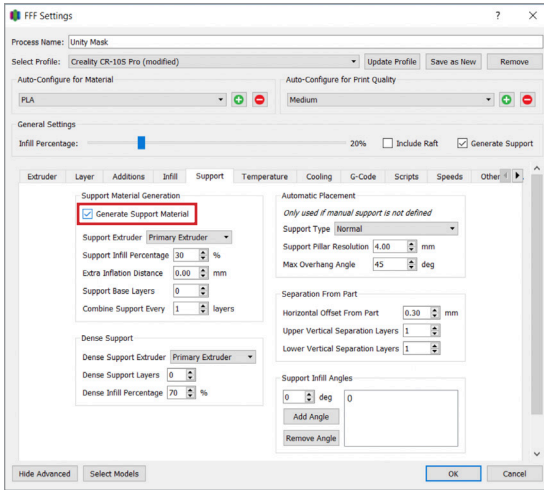 FFF Settings
Process Name: Unity Mask
Select Profile: Creality CR-10S Pro (modified) Update Profile Save as New Remove
Auto-Configure for Material
PLA
Auto-Configure for Print Quality
Medium
General Settings
Infill Percentage: 20% Include Raft Generate Support
Extruder Layer Additions Infill Support Temperature Cooling G-Code Scripts Speeds Other
Support Material Generation
Generate Support Material
Support Extruder Primary Extruder
Support Infill Percentage 30 %
Extra Inflation Distance 0.00 mm
Support Base Layers 0
Combine Support Every 1 layers
Dense Support
Dense Support Extruder Primary Extruder
Dense Support Layers 0
Dense Infill Percentage 70 %
Automatic Placement
Only used if manual support is not defined
Support Type Normal
Support Pillar Resolution 4.00 mm
Max Overhang Angle 45 deg
Separation From Part
Horizontal Offset From Part 0.30 mm
Upper Vertical Separation Layers 1
Lower Vertical Separation Layers 1
Support Infill Angles
0 deg 0
Add Angle
Remove Angle
Hide Advanced Select Models OK Cancel